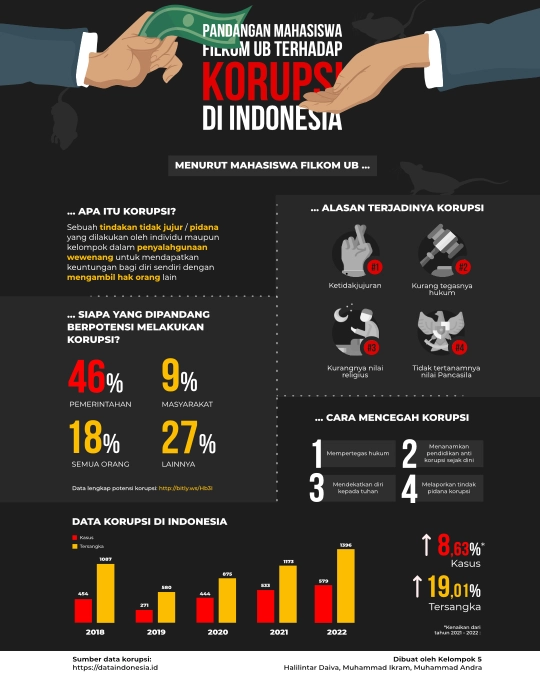 PANDANGAN MAHASISWA
FILKOM UB TERHADAP
KORUPSI
DI INDONESIA
MENURUT MAHASISWA FILKOM UB ...
... APA ITU KORUPSI?
Sebuah tindakan tidak jujur / pidana
yang dilakukan oleh individu maupun
kelompok dalam penyalahgunaan
wewenang untuk mendapatkan
keuntungan bagi diri sendiri dengan
mengambil hak orang lain
... ALASAN TERJADINYA KORUPSI
#1
Ketidakjujuran
#2
Kurang tegasnya
hukum
#3
Kurangnya nilai
religius
#4
Tidak tertanamnya
nilai Pancasila
... SIAPA YANG DIPANDANG
BERPOTENSI MELAKUKAN
KORUPSI?
46%
PEMERINTAHAN
9%
MASYARAKAT
18%
SEMUA ORANG
27%
LAINNYA
Data lengkap potensi korupsi: http://bitly.ws/Hb3i
... CARA MENCEGAH KORUPSI
1
Mempertegas hukum
2
Menanamkan
pendidikan anti
korupsi sejak dini
3
Mendekatkan diri
kepada tuhan
4
Melaporkan tindak
pidana korupsi
DATA KORUPSI DI INDONESIA
Kasus
Tersangka
454
1087
2018
271
580
2019
444
875
2020
533
1173
2021
579
1396
2022
↑ 8,63%*
Kasus
↑ 19,01%
Tersangka
*Kenaikan dari
tahun 2021 - 2022
Sumber data korupsi:
https://dataindonesia.id
Dibuat oleh Kelompok 5
Halilintar Daiva, Muhammad Ikram, Muhammad Andra